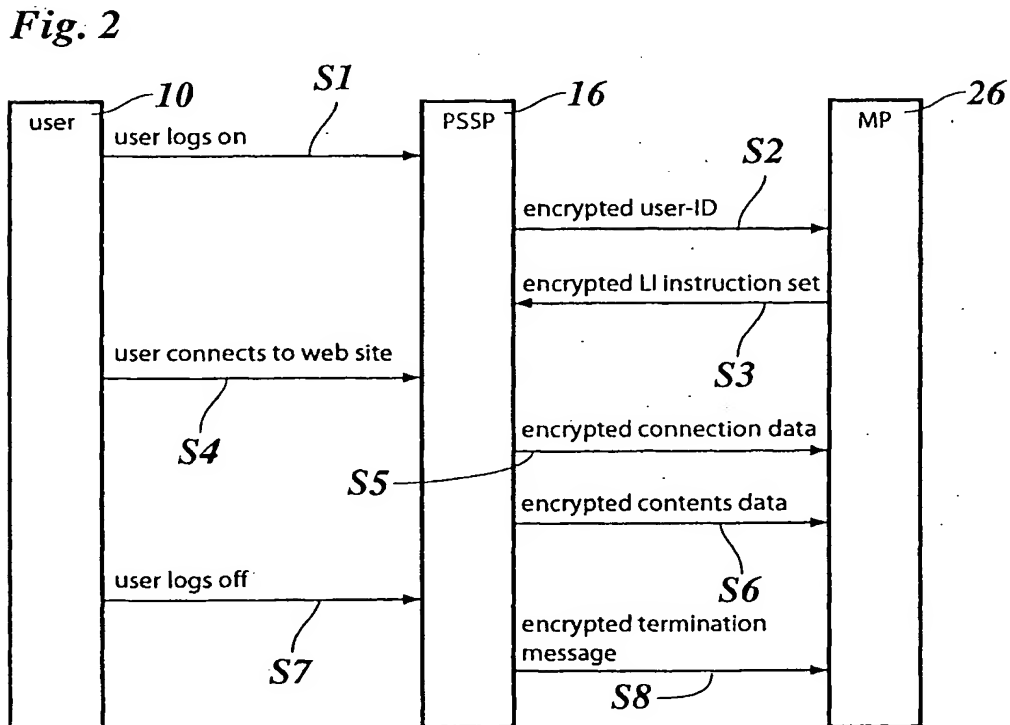 Fig. 2
10
S1
16
26
user
PSSP
MP
user logs on
S2
encrypted user-ID
encrypted LI instruction set
S3
user connects to web site
S4
encrypted connection data
S5
encrypted contents data
S6
user logs off
S7
encrypted termination
message
S8